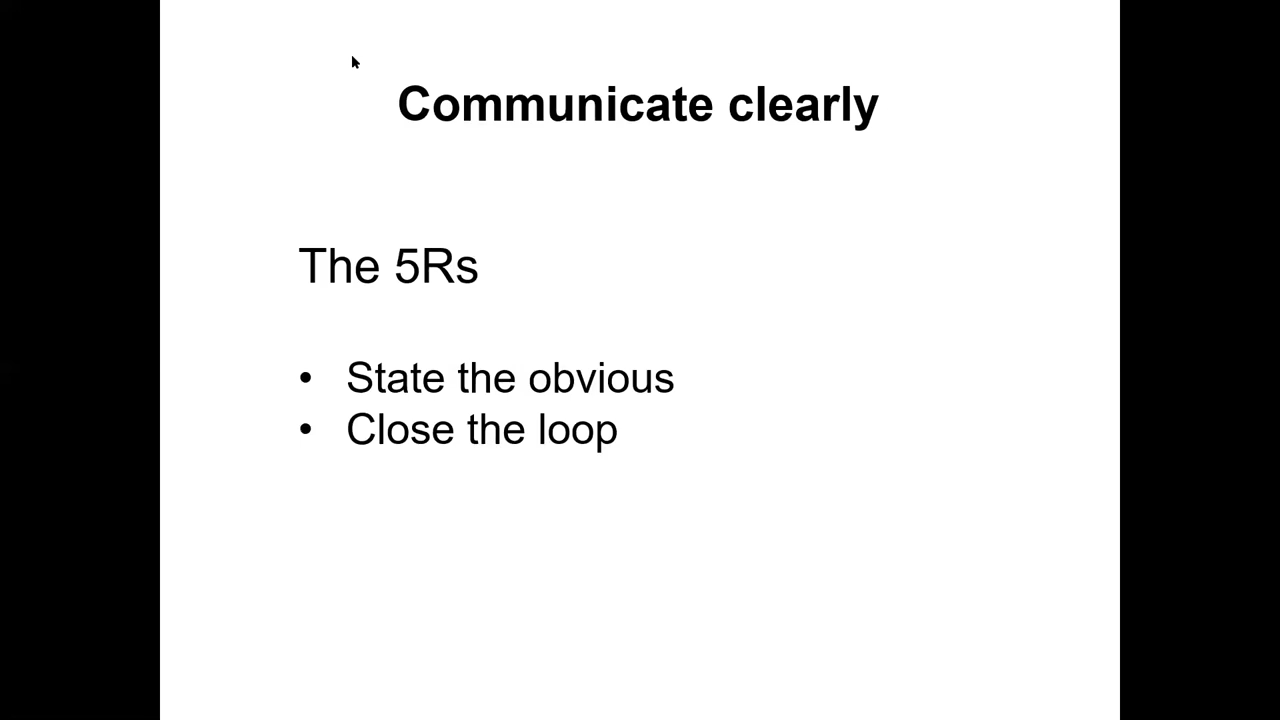 Communicate clearly
The 5Rs
• State the obvious
• Close the loop